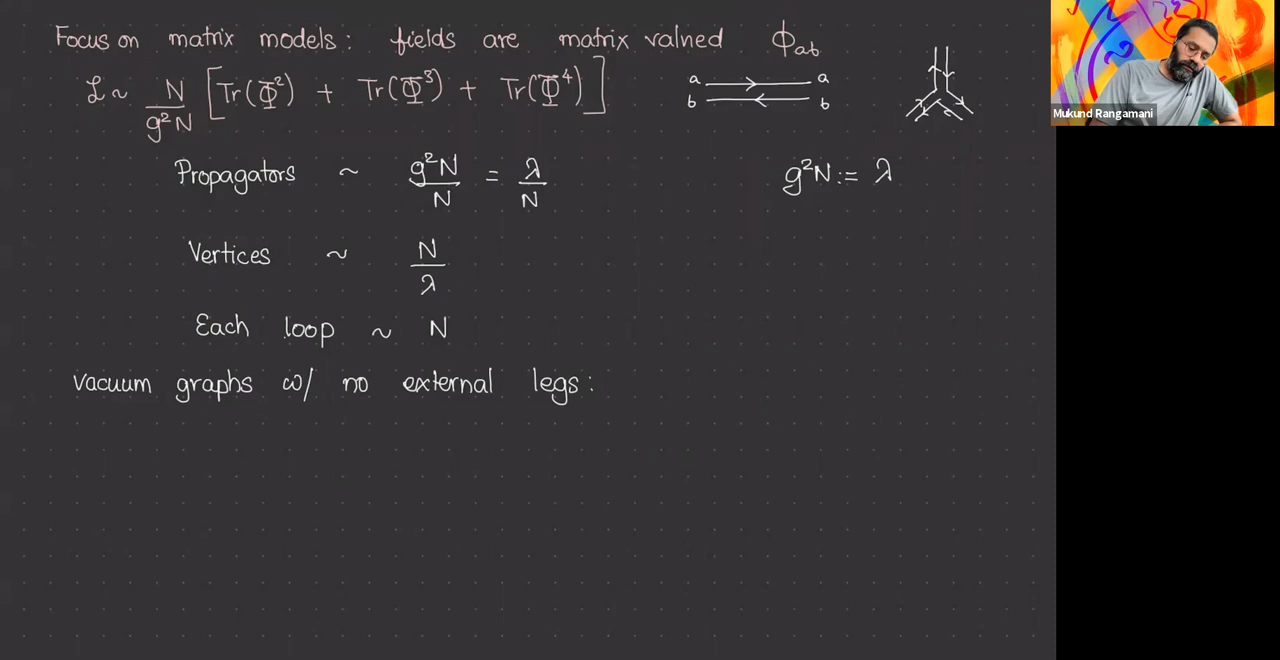 Focus on matrix models: fields are matrix valued Φab
ℒ ~ N/g²N [Tr(Φ²) + Tr(Φ³) + Tr(Φ⁴)]
a a
b b
Mukund Rangamani
Propagators ~ g²N/N = λ/N g²N := λ
Vertices ~ N/λ
Each loop ~ N
vacuum graphs w/ no external legs: